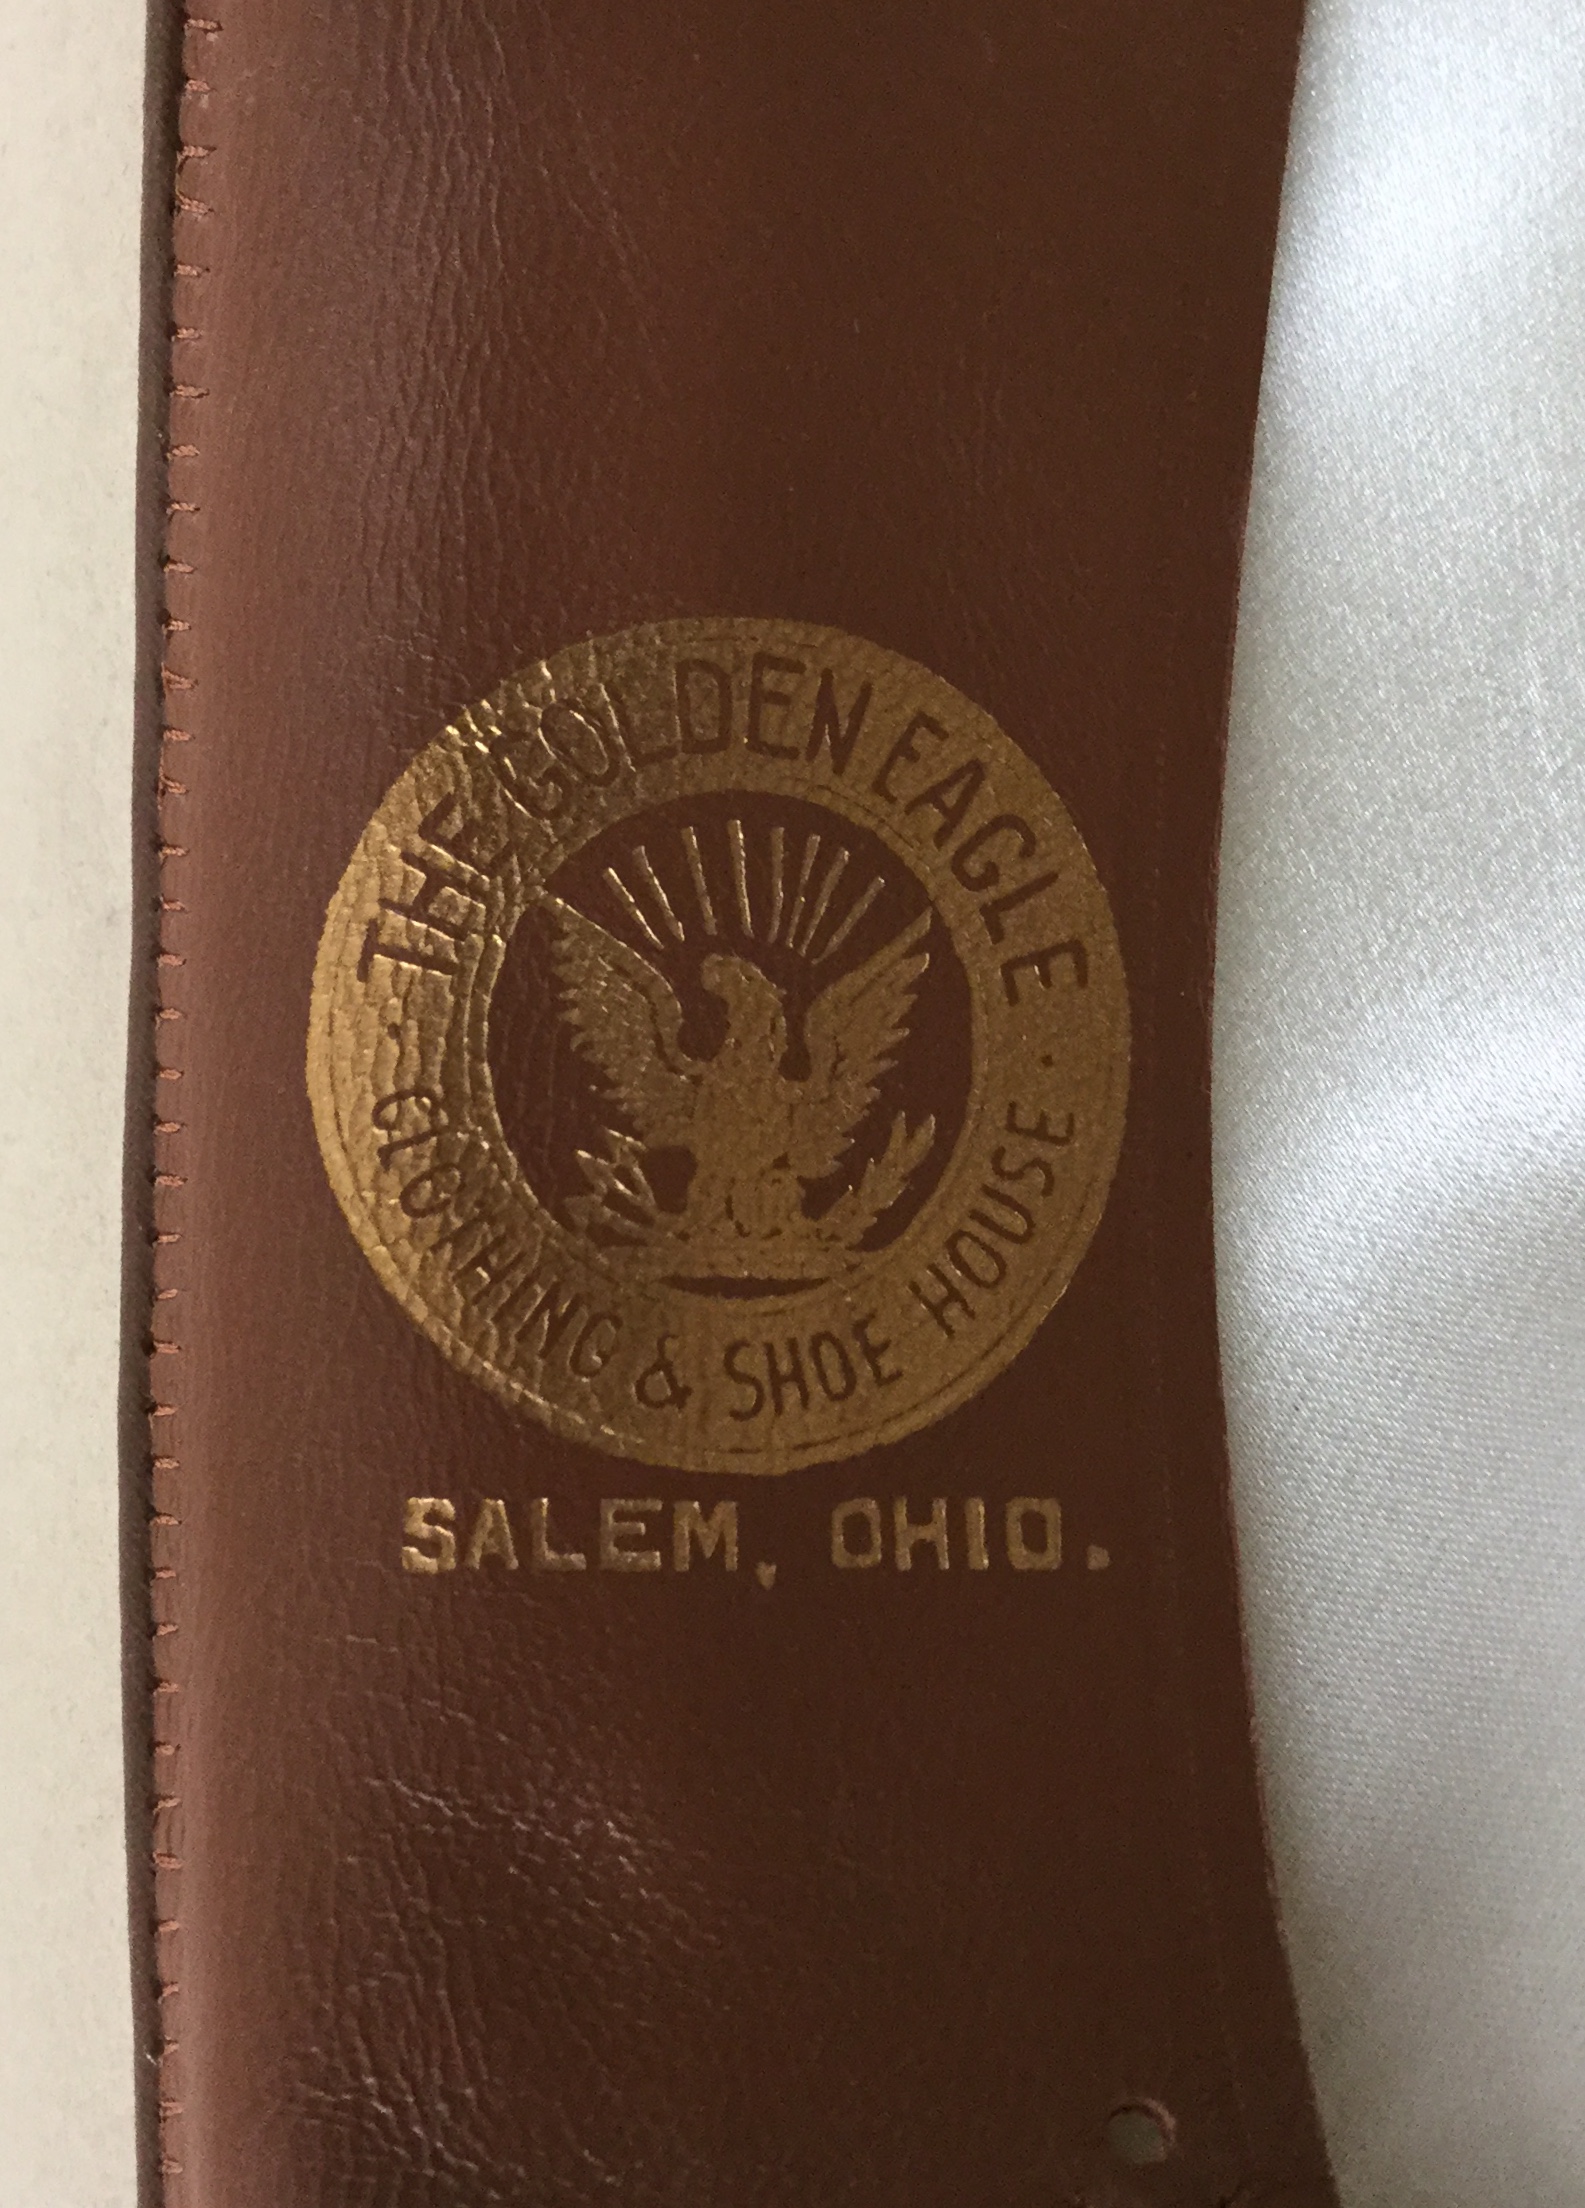 · THE GOLDEN EAGLE ·
CLOTHING & SHOE HOUSE
SALEM, OHIO.